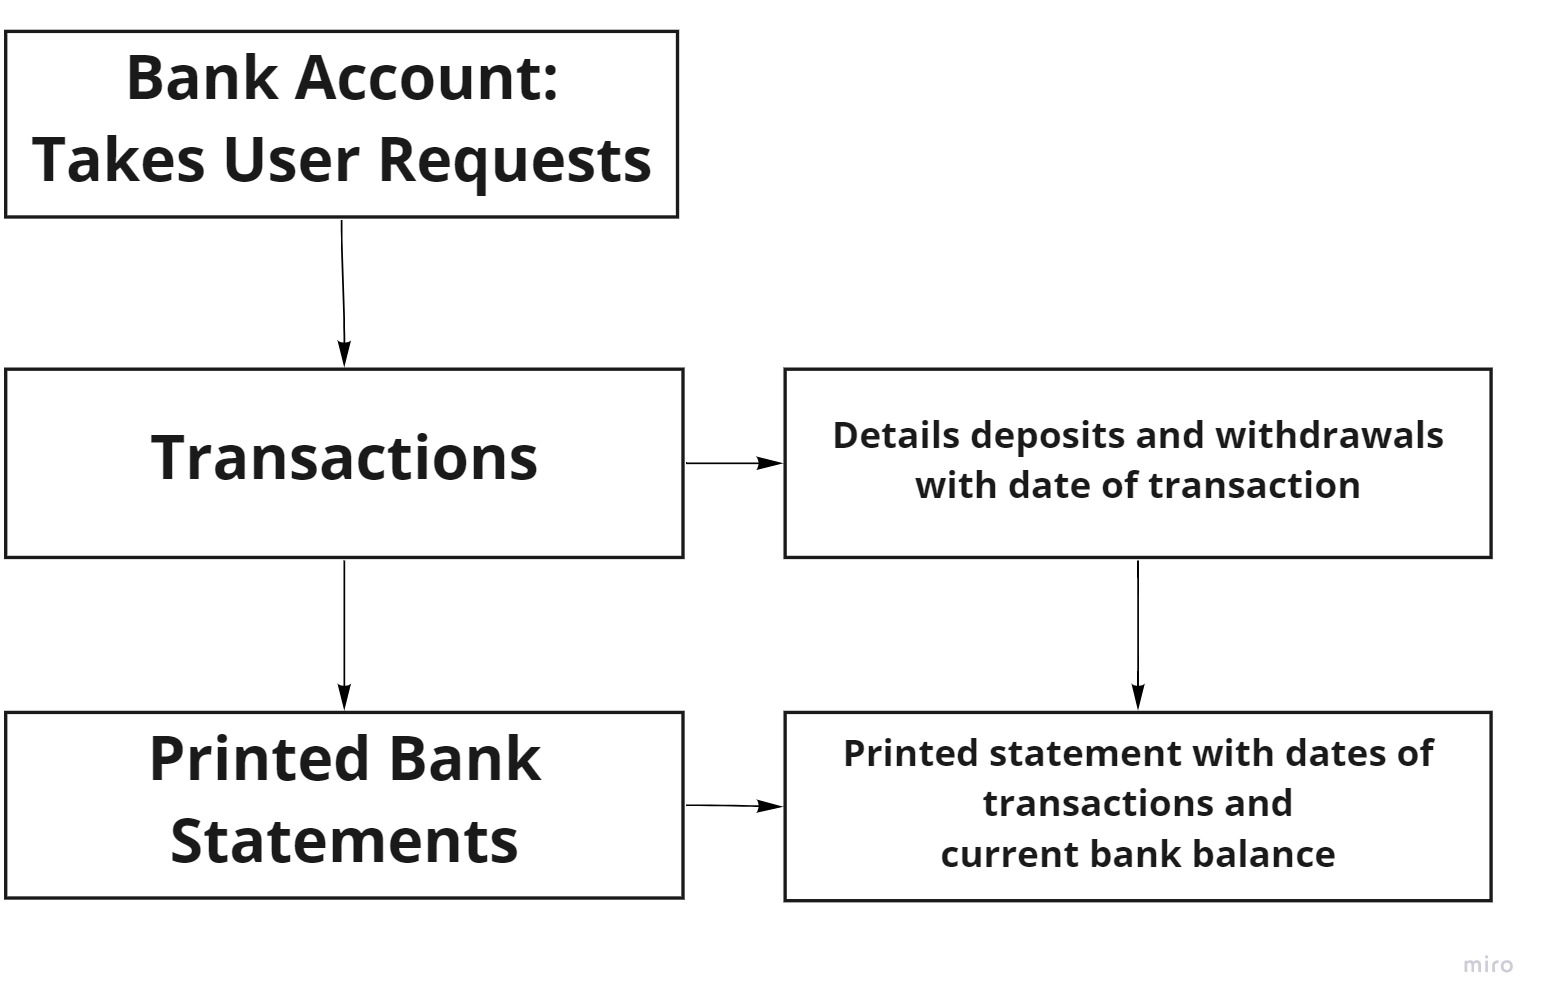 Bank Account:
Takes User Requests
Transactions
Details deposits and withdrawals
with date of transaction
Printed Bank
Statements
Printed statement with dates of
transactions and
current bank balance
miro